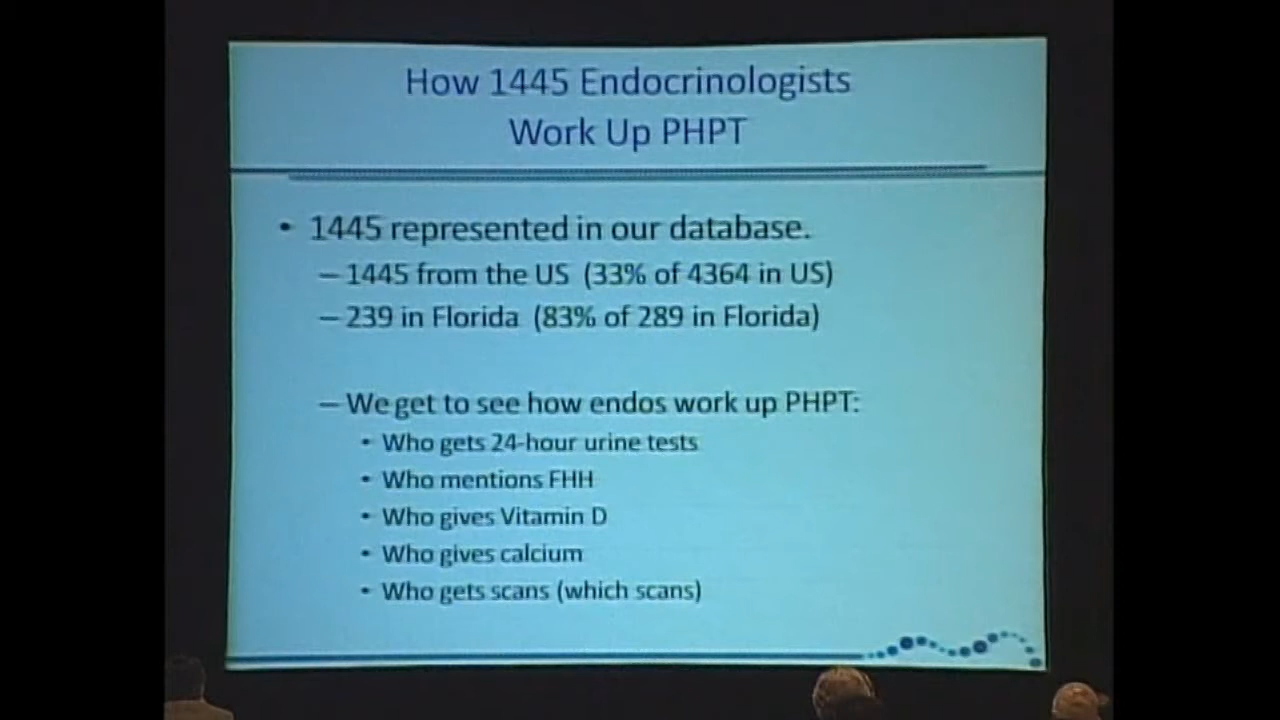 How 1445 Endocrinologists
Work Up PHPT
• 1445 represented in our database.
– 1445 from the US (33% of 4364 in US)
– 239 in Florida (83% of 289 in Florida)
– We get to see how endos work up PHPT:
• Who gets 24-hour urine tests
• Who mentions FHH
• Who gives Vitamin D
• Who gives calcium
• Who gets scans (which scans)